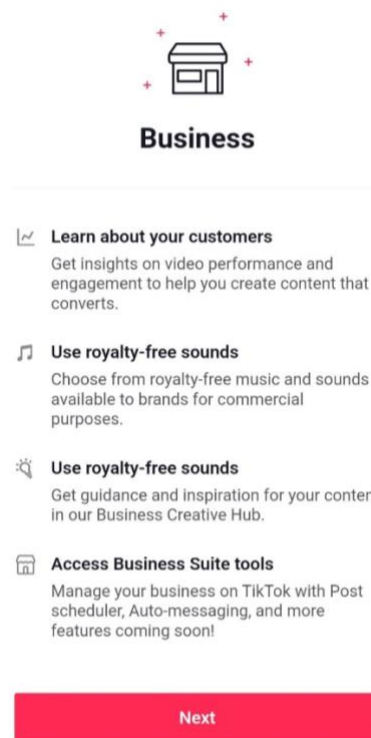 Business
Learn about your customers
Get insights on video performance and
engagement to help you create content that
converts.
Use royalty-free sounds
Choose from royalty-free music and sounds
available to brands for commercial
purposes.
Use royalty-free sounds
Get guidance and inspiration for your conten
in our Business Creative Hub.
Access Business Suite tools
Manage your business on TikTok with Post
scheduler, Auto-messaging, and more
features coming soon!
Next